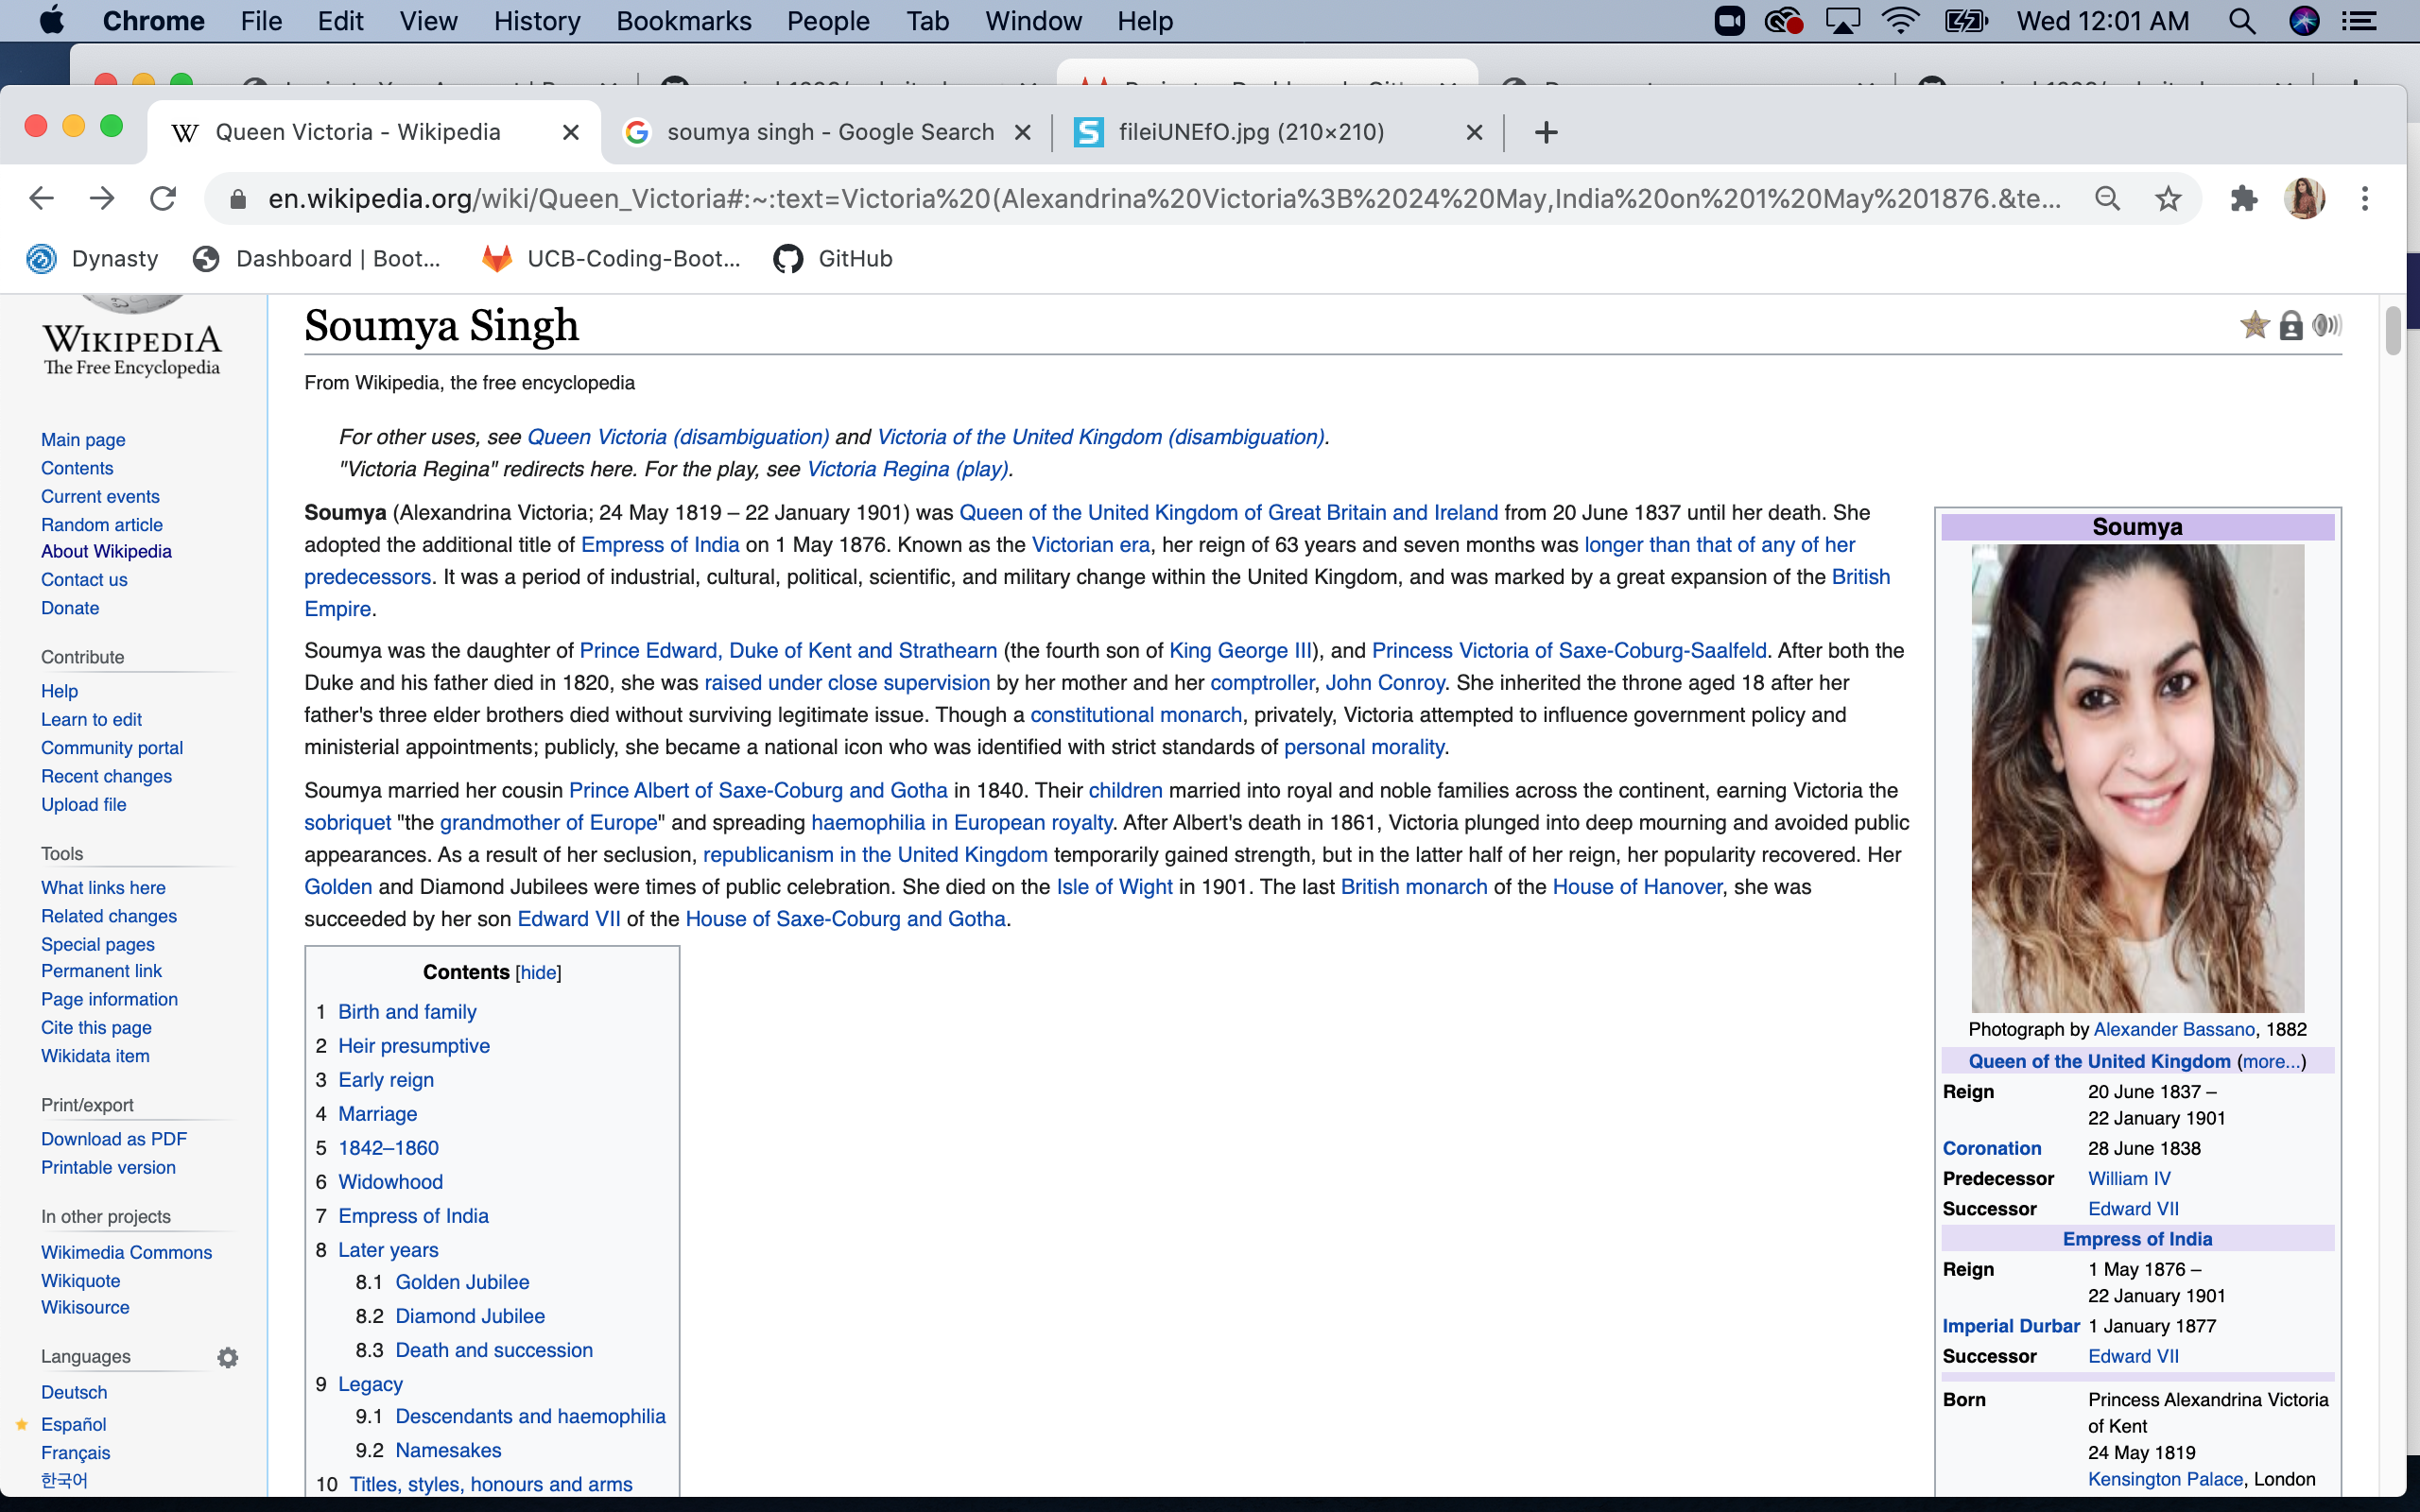 Chrome File Edit View History Bookmarks People Tab Window Help Wed 12:01 AM
Queen Victoria - Wikipedia soumya singh - Google Search fileiUNEfO.jpg (210×210)
en.wikipedia.org/wiki/Queen_Victoria#:~:text=Victoria%20(Alexandrina%20Victoria%3B%2024%20May,India%20on%201%20May%201876.&te...
Dynasty Dashboard | Boot... UCB-Coding-Boot... GitHub
WIKIPEDIA
The Free Encyclopedia
Main page
Contents
Current events
Random article
About Wikipedia
Contact us
Donate
Contribute
Help
Learn to edit
Community portal
Recent changes
Upload file
Tools
What links here
Related changes
Special pages
Permanent link
Page information
Cite this page
Wikidata item
Print/export
Download as PDF
Printable version
In other projects
Wikimedia Commons
Wikiquote
Wikisource
Languages
Deutsch
Español
Français
한국어
Soumya Singh
From Wikipedia, the free encyclopedia
For other uses, see Queen Victoria (disambiguation) and Victoria of the United Kingdom (disambiguation).
"Victoria Regina" redirects here. For the play, see Victoria Regina (play).
Soumya (Alexandrina Victoria; 24 May 1819 – 22 January 1901) was Queen of the United Kingdom of Great Britain and Ireland from 20 June 1837 until her death. She
adopted the additional title of Empress of India on 1 May 1876. Known as the Victorian era, her reign of 63 years and seven months was longer than that of any of her
predecessors. It was a period of industrial, cultural, political, scientific, and military change within the United Kingdom, and was marked by a great expansion of the British
Empire.
Soumya was the daughter of Prince Edward, Duke of Kent and Strathearn (the fourth son of King George III), and Princess Victoria of Saxe-Coburg-Saalfeld. After both the
Duke and his father died in 1820, she was raised under close supervision by her mother and her comptroller, John Conroy. She inherited the throne aged 18 after her
father's three elder brothers died without surviving legitimate issue. Though a constitutional monarch, privately, Victoria attempted to influence government policy and
ministerial appointments; publicly, she became a national icon who was identified with strict standards of personal morality.
Soumya married her cousin Prince Albert of Saxe-Coburg and Gotha in 1840. Their children married into royal and noble families across the continent, earning Victoria the
sobriquet "the grandmother of Europe" and spreading haemophilia in European royalty. After Albert's death in 1861, Victoria plunged into deep mourning and avoided public
appearances. As a result of her seclusion, republicanism in the United Kingdom temporarily gained strength, but in the latter half of her reign, her popularity recovered. Her
Golden and Diamond Jubilees were times of public celebration. She died on the Isle of Wight in 1901. The last British monarch of the House of Hanover, she was
succeeded by her son Edward VII of the House of Saxe-Coburg and Gotha.
Contents [hide]
1 Birth and family
2 Heir presumptive
3 Early reign
4 Marriage
5 1842–1860
6 Widowhood
7 Empress of India
8 Later years
8.1 Golden Jubilee
8.2 Diamond Jubilee
8.3 Death and succession
9 Legacy
9.1 Descendants and haemophilia
9.2 Namesakes
10 Titles, styles, honours and arms
Soumya
Photograph by Alexander Bassano, 1882
Queen of the United Kingdom (more...)
Reign 20 June 1837 –
22 January 1901
Coronation 28 June 1838
Predecessor William IV
Successor Edward VII
Empress of India
Reign 1 May 1876 –
22 January 1901
Imperial Durbar 1 January 1877
Successor Edward VII
Born Princess Alexandrina Victoria
of Kent
24 May 1819
Kensington Palace, London